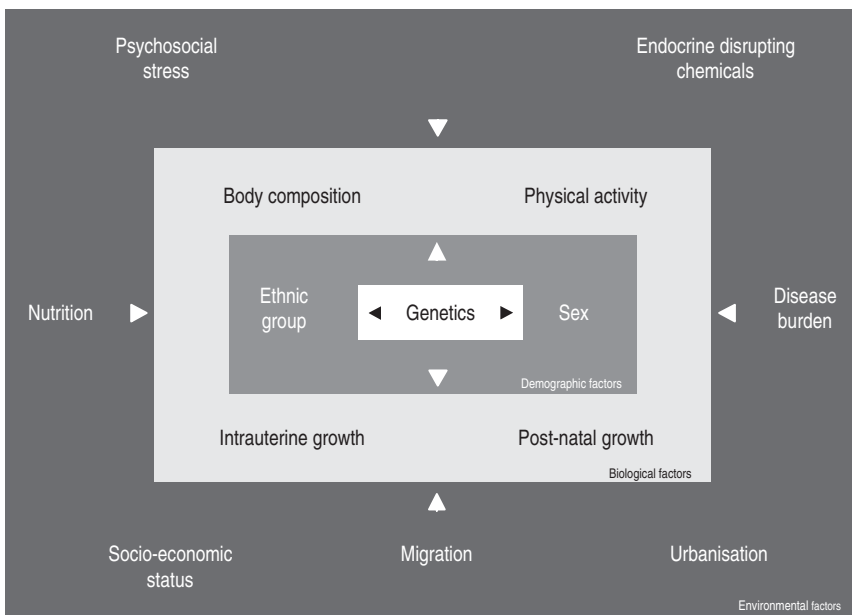 Psychosocial
stress
Endocrine disrupting
chemicals
Body composition
Physical activity
Nutrition
Ethnic
group
Genetics
Sex
Disease
burden
Demographic factors
Intrauterine growth
Post-natal growth
Biological factors
Socio-economic
status
Migration
Urbanisation
Environmental factors